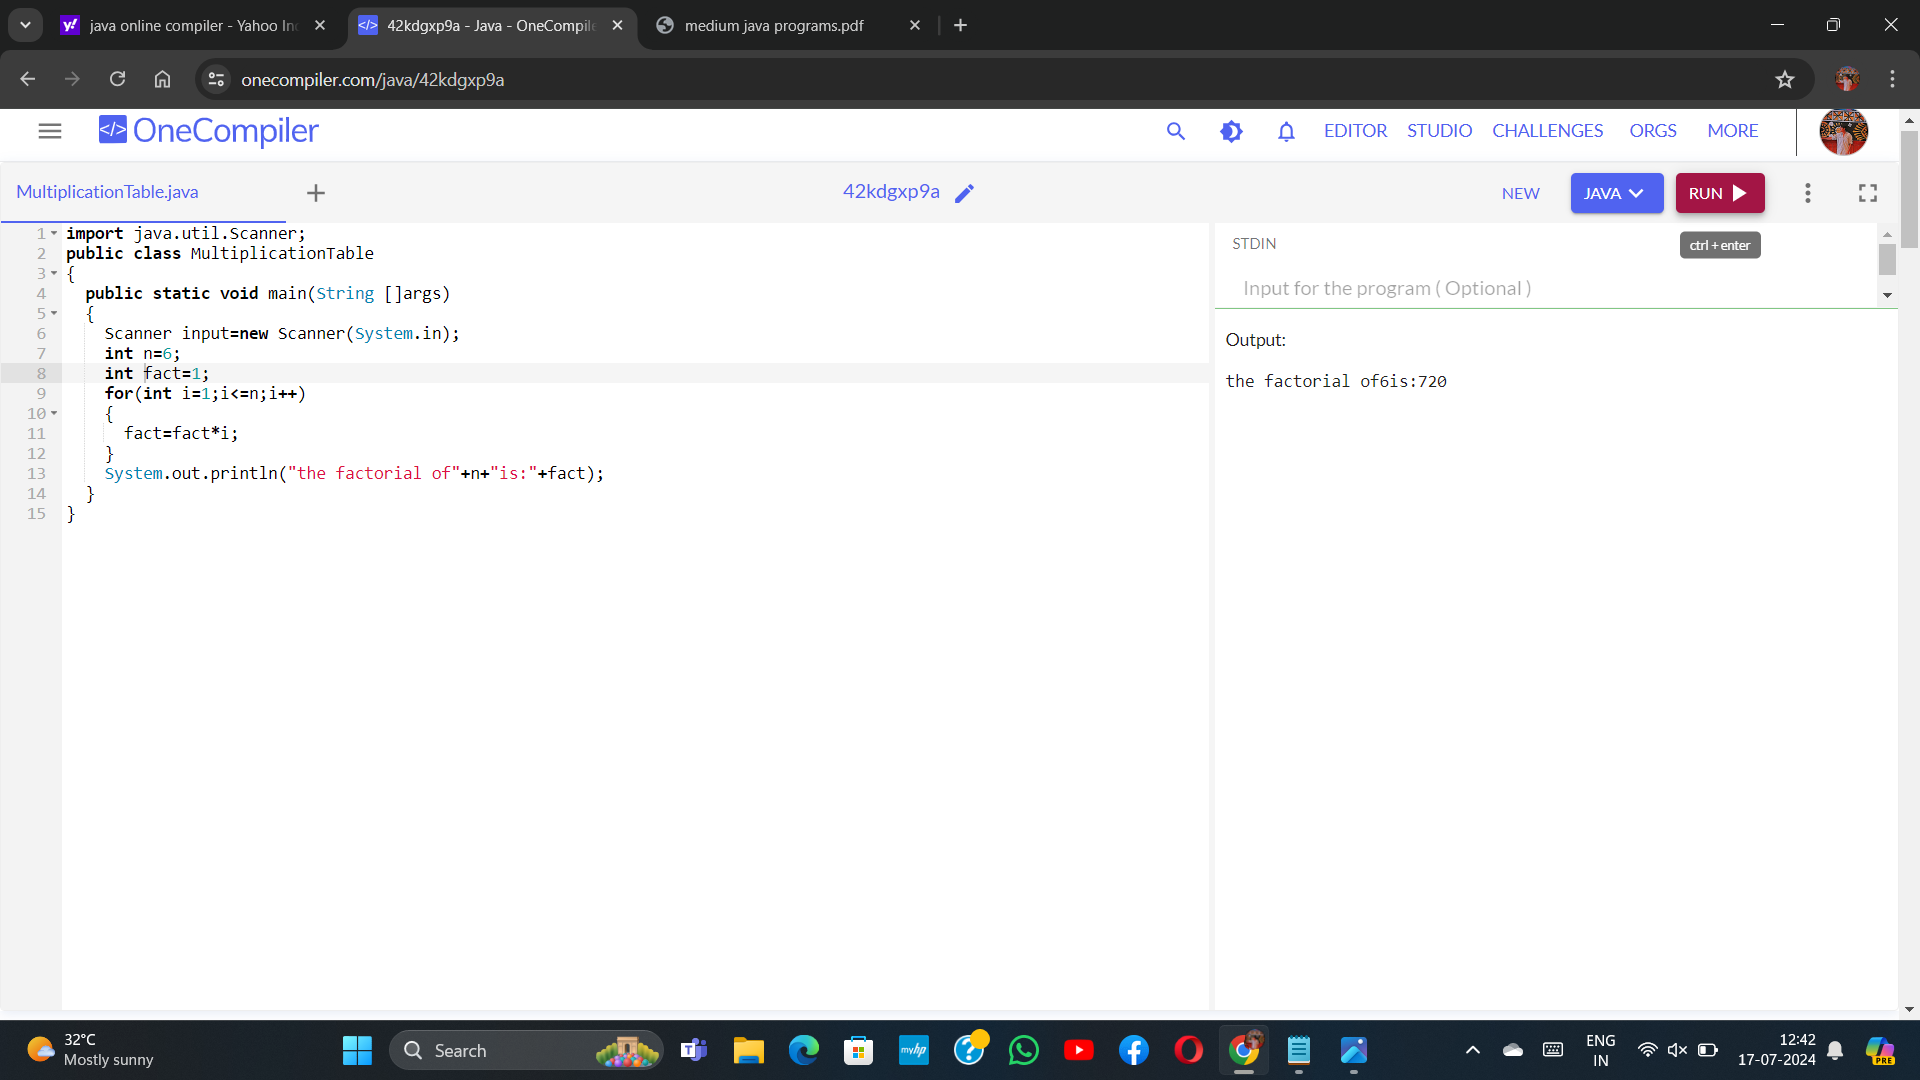 java online compiler - Yahoo In
42kdgxp9a - Java - OneCompile
medium java programs.pdf
onecompiler.com/java/42kdgxp9a
</> OneCompiler
EDITOR STUDIO CHALLENGES ORGS MORE
MultiplicationTable.java
42kdgxp9a
NEW JAVA RUN
ctrl + enter
1 import java.util.Scanner;
2 public class MultiplicationTable
3 {
4 public static void main(String []args)
5 {
6 Scanner input=new Scanner(System.in);
7 int n=6;
8 int fact=1;
9 for(int i=1;i<=n;i++)
10 {
11 fact=fact*i;
12 }
13 System.out.println("the factorial of"+n+"is:"+fact);
14 }
15 }
STDIN
Input for the program ( Optional )
Output:
the factorial of6is:720
32°C
Mostly sunny
Search
myhp
ENG
IN
12:42
17-07-2024
PRE